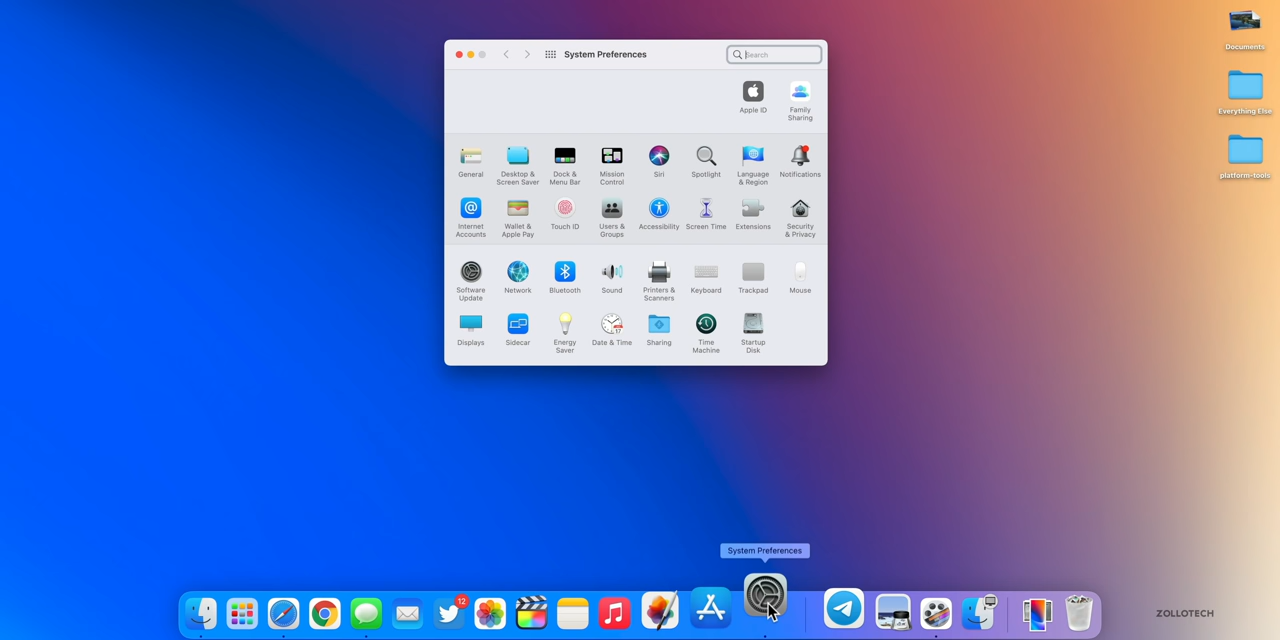 System Preferences
Search
Documents
Everything Else
platform-tools
Apple ID
Family
Sharing
General
Desktop &
Screen Saver
Dock &
Menu Bar
Mission
Control
Siri
Spotlight
Language
& Region
Notifications
Internet
Accounts
Wallet &
Apple Pay
Touch ID
Users &
Groups
Accessibility
Screen Time
Extensions
Security
& Privacy
Software
Update
Network
Bluetooth
Sound
Printers &
Scanners
Keyboard
Trackpad
Mouse
Displays
Sidecar
Energy
Saver
Date & Time
Sharing
Time
Machine
Startup
Disk
System Preferences
12
ZOLLOTECH